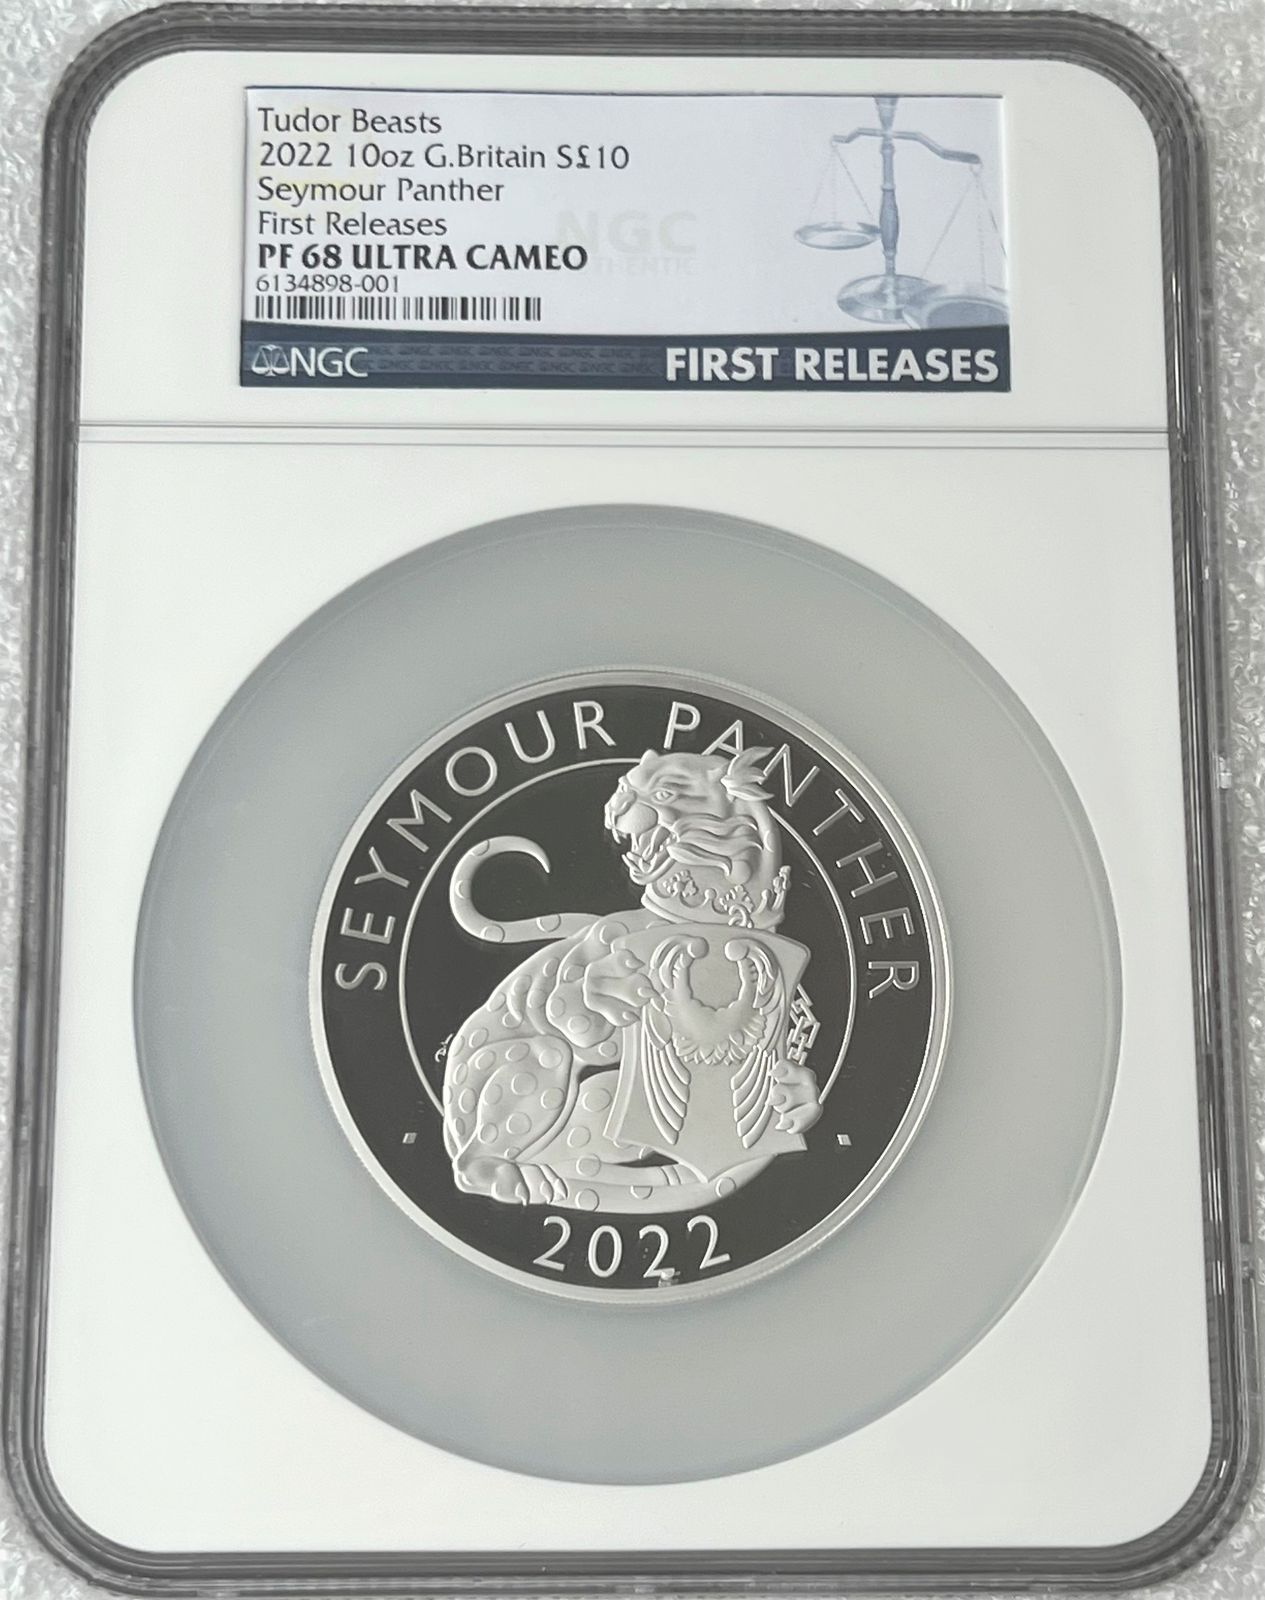 Tudor Beasts
2022 10oz G.Britain S£10
Seymour Panther
First Releases
NGC
PF 68 ULTRA CAMEO
6134898-001
NGC
FIRST RELEASES
SEYMOUR PANTHER
2022